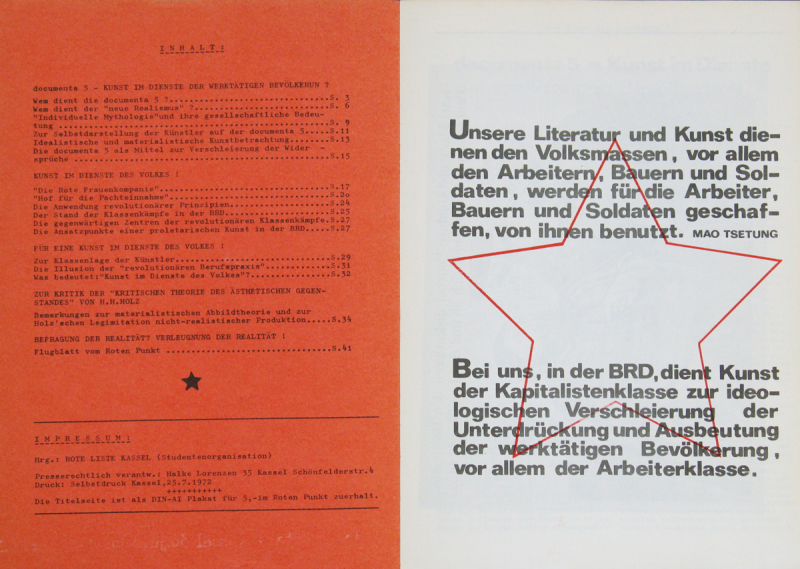 INHALT:
documenta 5 - KUNST IM DIENSTE DER WERKTÄTIGEN BEVÖLKERUN ?
Wem dient die documenta 5 ?................................S. 3
Wem dient der "neue Realismus" ?...........................S. 6
"Individuelle Mythologie"und ihre gesellschaftliche Bedeu-
tung ......................................................S. 9
Zur Selbstdarstellung der Künstler auf der documenta 5.....S.11
Idealistische und materialistische Kunstbetrachtung........S.13
Die documenta 5 als Mittel zur Verschleierung der Wider -
sprüche ...................................................S.15
KUNST IM DIENSTE DES VOLKES !
"Die Rote Frauenkompanie"..................................S.17
"Hof für die Pachteinnahme"................................S.20
Die Anwendung revolutionärer Prinzipien....................S.24
Der Stand der Klassenkämpfe in der BRD.....................S.25
Die gegenwärtigen Zentren der revolutionären Klassenkämpfe.S.27
Die Ansatzpunkte einer proletarischen Kunst in der BRD.....S.27
FÜR EINE KUNST IM DIENSTE DES VOLKES !
Zur Klassenlage der Künstler...............................S.29
Die Illusion der "revolutionären Berufspraxis".............S.31
Was bedeutet:"Kunst im Dienste des Volkes"?................S.32
ZUR KRITIK DER "KRITISCHEN THEORIE DES ÄSTHETISCHEN GEGEN-
STANDES" VON H.H.HOLZ
Bemerkungen zur materialistischen Abbildtheorie und zur
Holz'schen Legimitation nicht-realistischer Produktion.....S.34
BEFRAGUNG DER REALITÄT? VERLEUGNUNG DER REALITÄT !
Flugblatt vom Roten Punkt .................................S.41
IMPRESSUM:
Hrg.: ROTE LISTE KASSEL (Studentenorganisation)
Presserechtlich verantw.: Halke Lorenzen 35 Kassel Schönfelderstr.4
Druck: Selbstdruck Kassel,25.7.1972
++++++++++
Die Titelseite ist als DIN-A1 Plakat für 5,-im Roten Punkt zuerhalt.
Unsere Literatur und Kunst die-
nen den Volksmassen, vor allem
den Arbeitern, Bauern und Sol-
daten, werden für die Arbeiter,
Bauern und Soldaten geschaf-
fen, von ihnen benutzt. MAO TSETUNG
Bei uns, in der BRD, dient Kunst
der Kapitalistenklasse zur ideo-
logischen Verschleierung der
Unterdrückung und Ausbeutung
der werktätigen Bevölkerung,
vor allem der Arbeiterklasse.